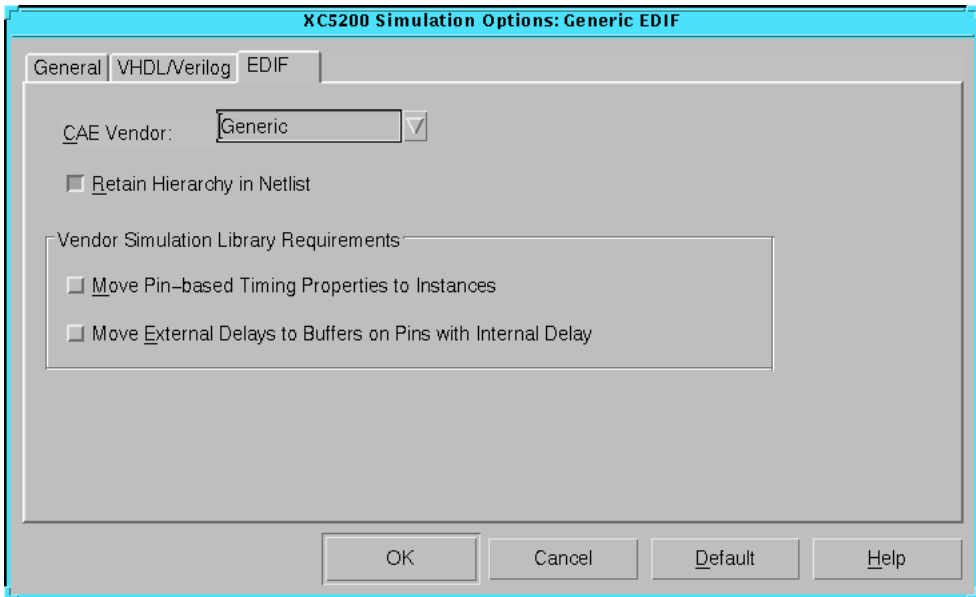 XC5200 Simulation Options: Generic EDIF
General VHDL/Verilog EDIF
CAE Vendor: Generic
Retain Hierarchy in Netlist
Vendor Simulation Library Requirements
Move Pin–based Timing Properties to Instances
Move External Delays to Buffers on Pins with Internal Delay
OK Cancel Default Help